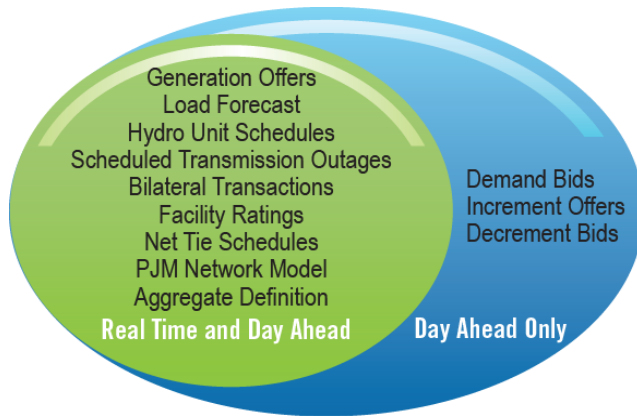 Generation Offers
Load Forecast
Hydro Unit Schedules
Scheduled Transmission Outages
Bilateral Transactions
Facility Ratings
Net Tie Schedules
PJM Network Model
Aggregate Definition
Real Time and Day Ahead
Demand Bids
Increment Offers
Decrement Bids
Day Ahead Only